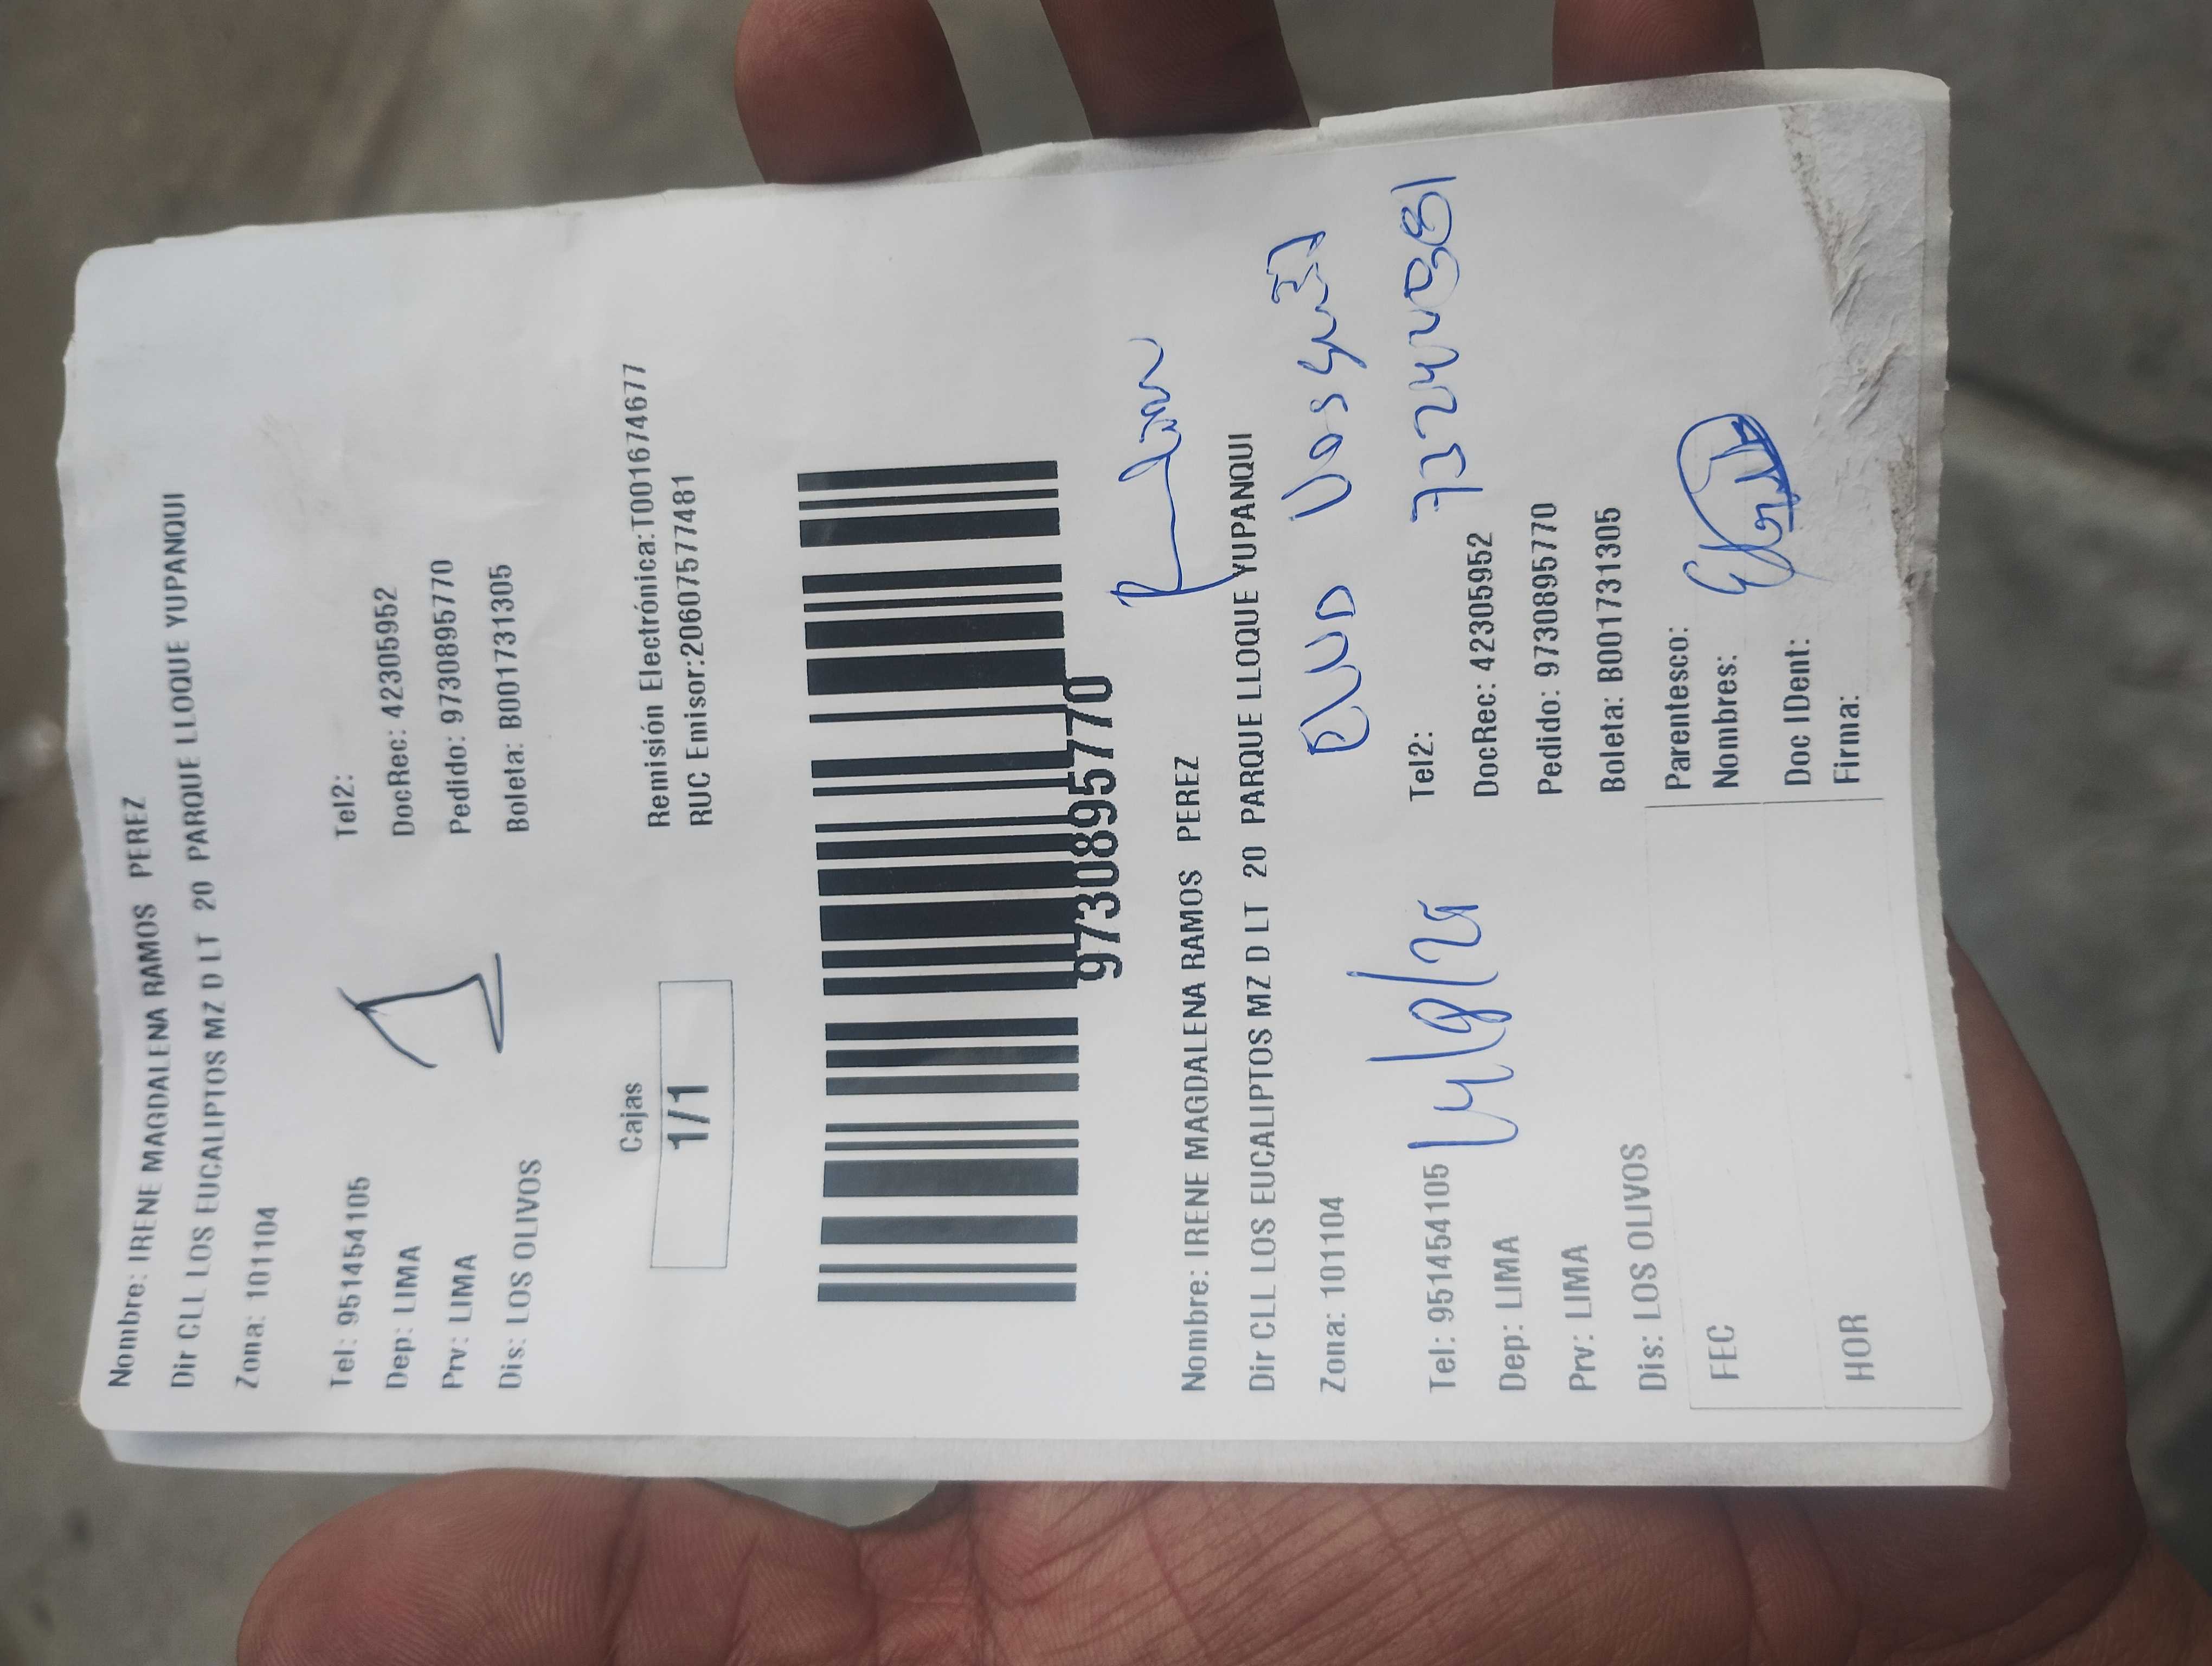 Nombre: IRENE MAGDALENA RAMOS PEREZ
Dir CLL LOS EUCALIPTOS MZ D LT 20 PARQUE LLOQUE YUPANQUI
Zona: 101104
Tel: 951454105 Tel2:
Dep: LIMA DocRec: 42305952
Prv: LIMA Pedido: 9730895770
Dis: LOS OLIVOS Boleta: B001731305
Cajas
1/1
Remisión Electrónica:T001674677
RUC Emisor:20607577481
9730895770
Nombre: IRENE MAGDALENA RAMOS PEREZ
Dir CLL LOS EUCALIPTOS MZ D LT 20 PARQUE LLOQUE YUPANQUI
Zona: 101104
Tel: 951454105 Tel2:
Dep: LIMA DocRec: 42305952
Prv: LIMA Pedido: 9730895770
Dis: LOS OLIVOS Boleta: B001731305
FEC
HOR
Parentesco:
Nombres:
Doc IDent:
Firma: